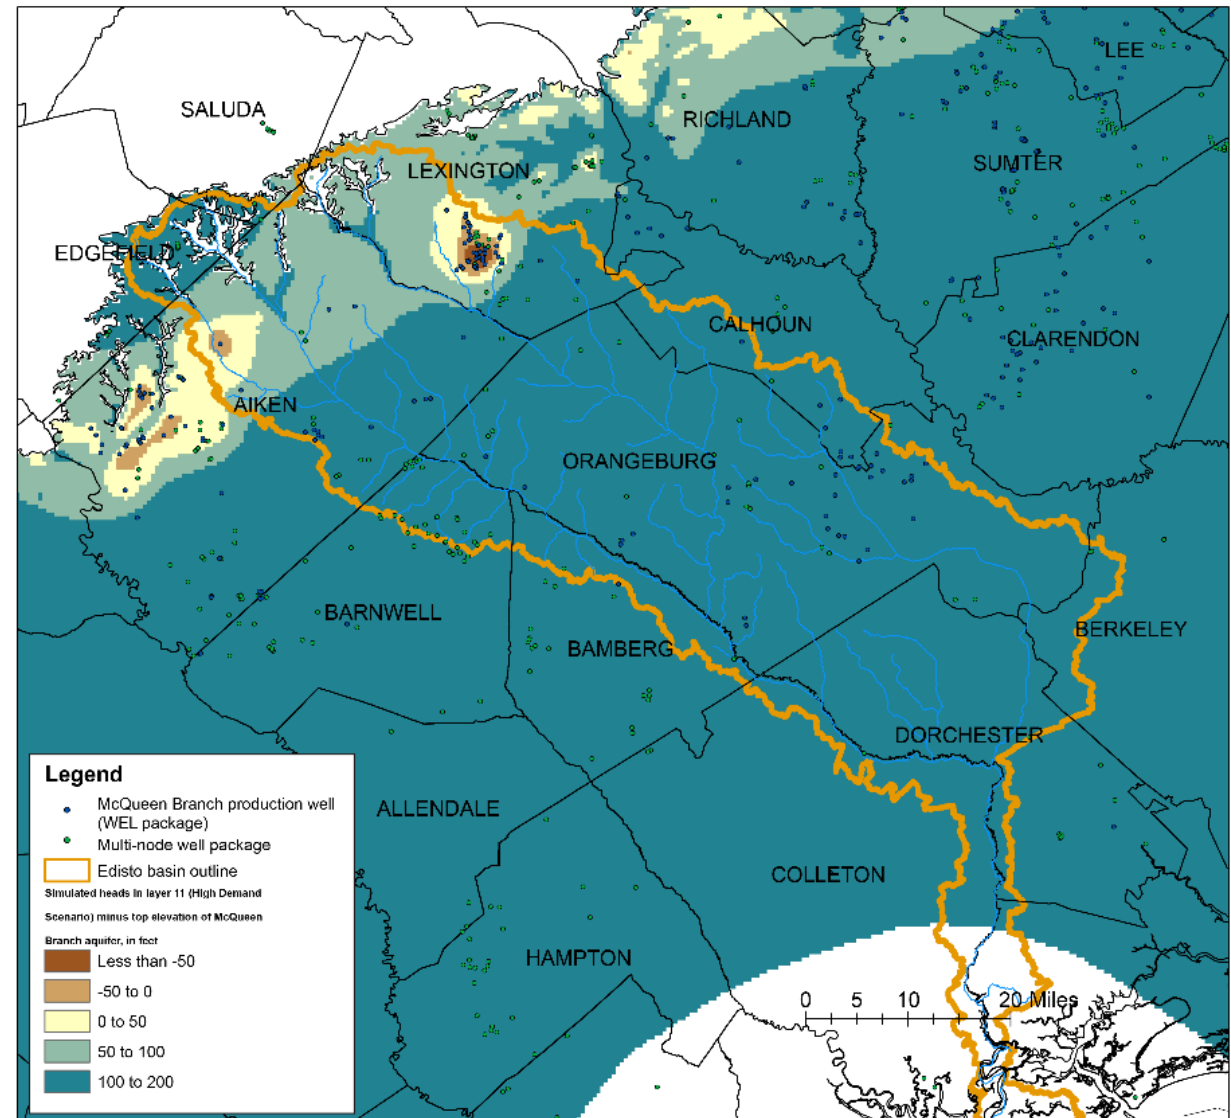 LEE
SALUDA
RICHLAND
SUMTER
LEXINGTON
EDGEFIELD
CALHOUN
CLARENDON
AIKEN
ORANGEBURG
BARNWELL
BERKELEY
BAMBERG
DORCHESTER
ALLENDALE
COLLETON
HAMPTON
0 5 10 20 Miles
Legend
McQueen Branch production well
(WEL package)
Multi-node well package
Edisto basin outline
Simulated heads in layer 11 (High Demand
Scenario) minus top elevation of McQueen
Branch aquifer, in feet
Less than -50
-50 to 0
0 to 50
50 to 100
100 to 200